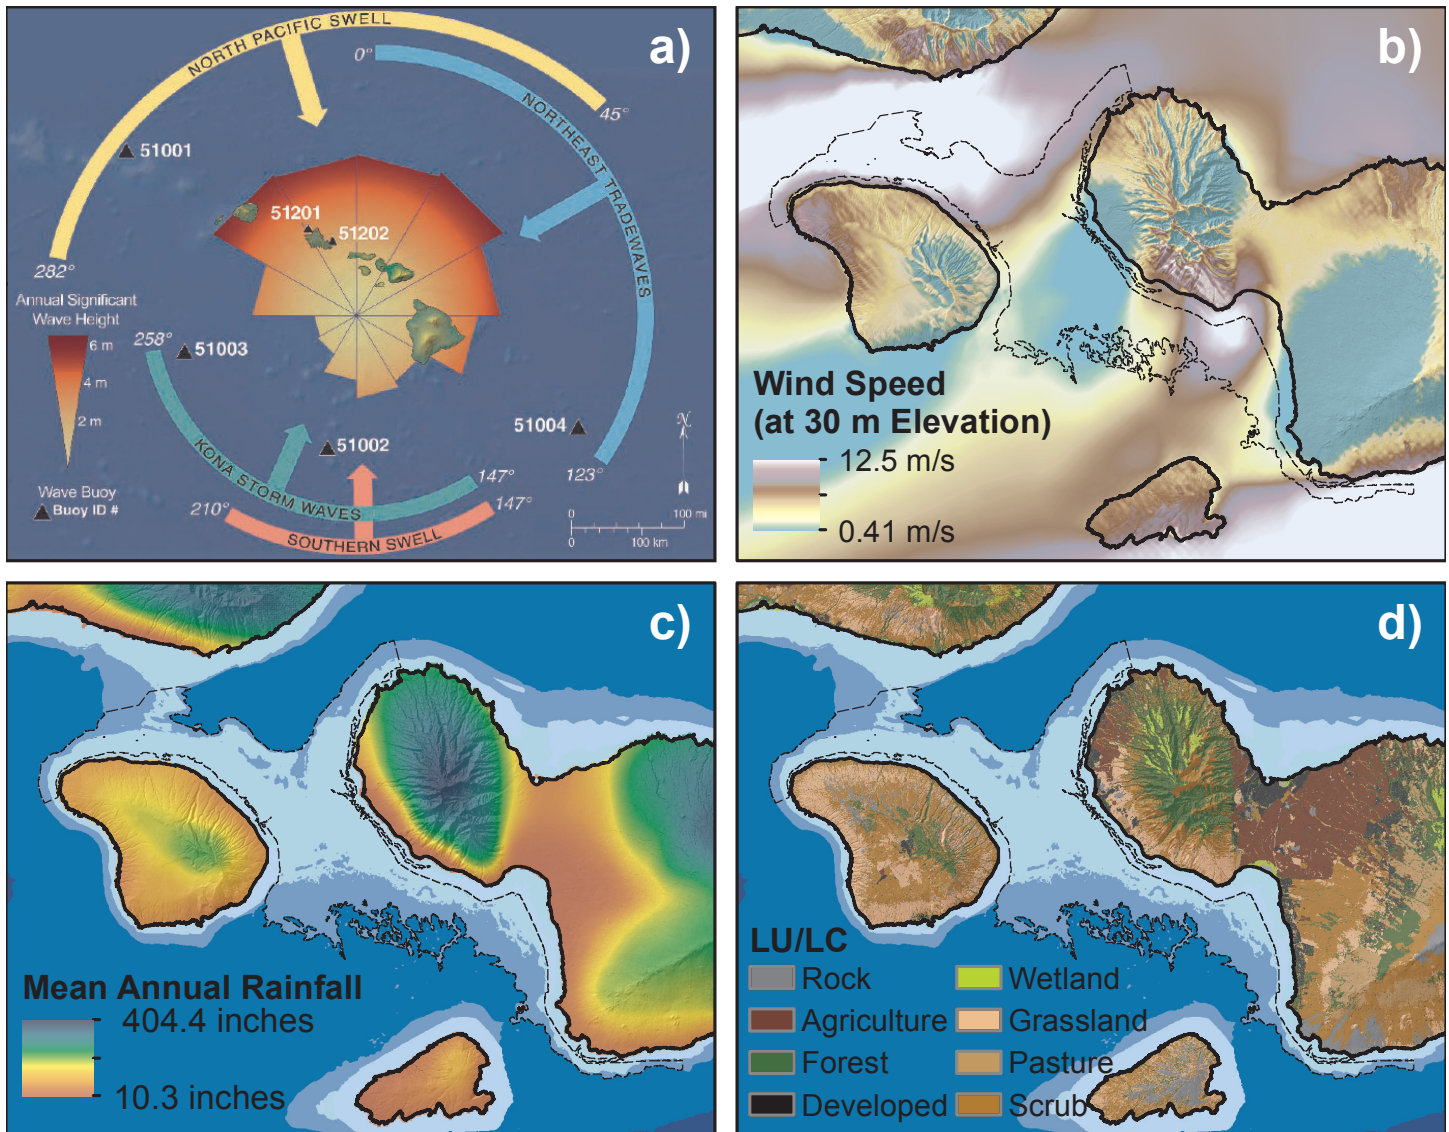 a)
NORTH PACIFIC SWELL
0°
45°
NORTHEAST TRADEWAVES
51001
51201
51202
282°
Annual Significant
Wave Height
6 m
4 m
2 m
258°
51003
51004
51002
KONA STORM WAVES
147°
123°
210°
147°
SOUTHERN SWELL
Wave Buoy
Buoy ID #
N
0
100 mi
0
100 km
b)
Wind Speed
(at 30 m Elevation)
12.5 m/s
0.41 m/s
c)
Mean Annual Rainfall
404.4 inches
10.3 inches
d)
LU/LC
Rock
Wetland
Agriculture
Grassland
Forest
Pasture
Developed
Scrub